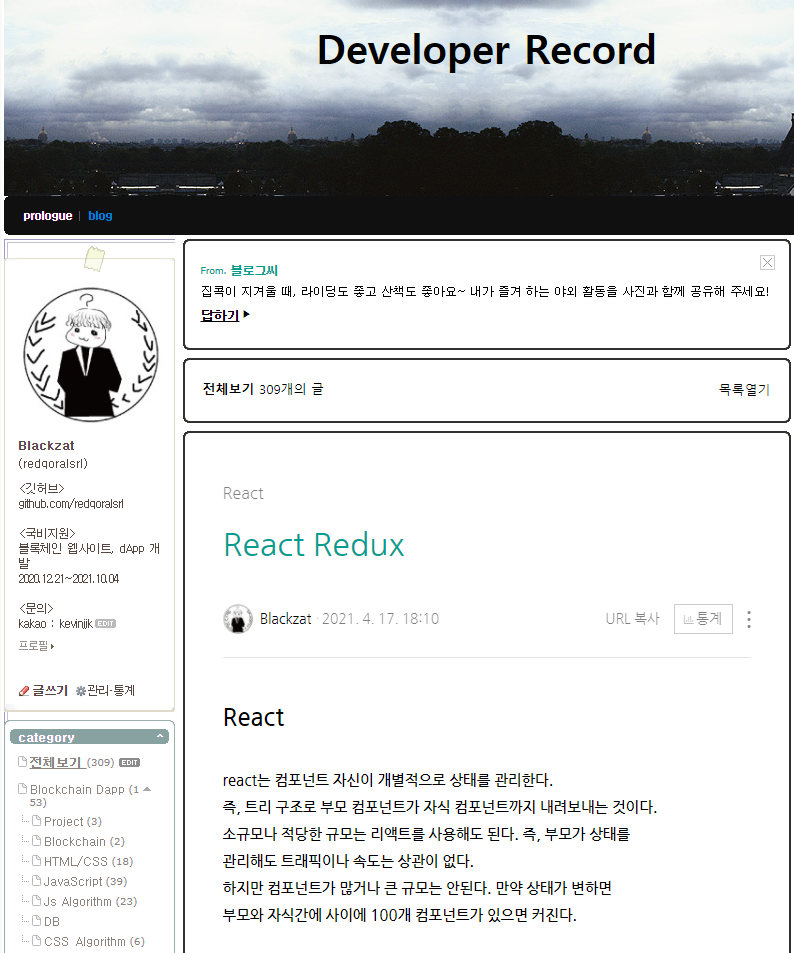 Developer Record
prologue | blog
From. 블로그씨
집콕이 지겨울 때, 라이딩도 좋고 산책도 좋아요~ 내가 즐겨 하는 야외 활동을 사진과 함께 공유해 주세요!
답하기
전체보기 309개의 글
목록열기
Blackzat
(redqoralsrl)
<깃허브>
github.com/redqoralsrl
<국비지원>
블록체인 웹사이트, dApp 개
발
2020.12.21~2021.10.04
<문의>
kakao : kevinjjk EDIT
프로필
글쓰기 관리·통계
category
전체보기 (309) EDIT
Blockchain Dapp (1
53)
Project (3)
Blockchain (2)
HTML/CSS (18)
JavaScript (39)
Js Algorithm (23)
DB
CSS Algorithm (6)
React
React Redux
Blackzat · 2021. 4. 17. 18:10
URL 복사 통계
React
react는 컴포넌트 자신이 개별적으로 상태를 관리한다.
즉, 트리 구조로 부모 컴포넌트가 자식 컴포넌트까지 내려보내는 것이다.
소규모나 적당한 규모는 리액트를 사용해도 된다. 즉, 부모가 상태를
관리해도 트래픽이나 속도는 상관이 없다.
하지만 컴포넌트가 많거나 큰 규모는 안된다. 만약 상태가 변하면
부모와 자식간에 사이에 100개 컴포넌트가 있으면 커진다.